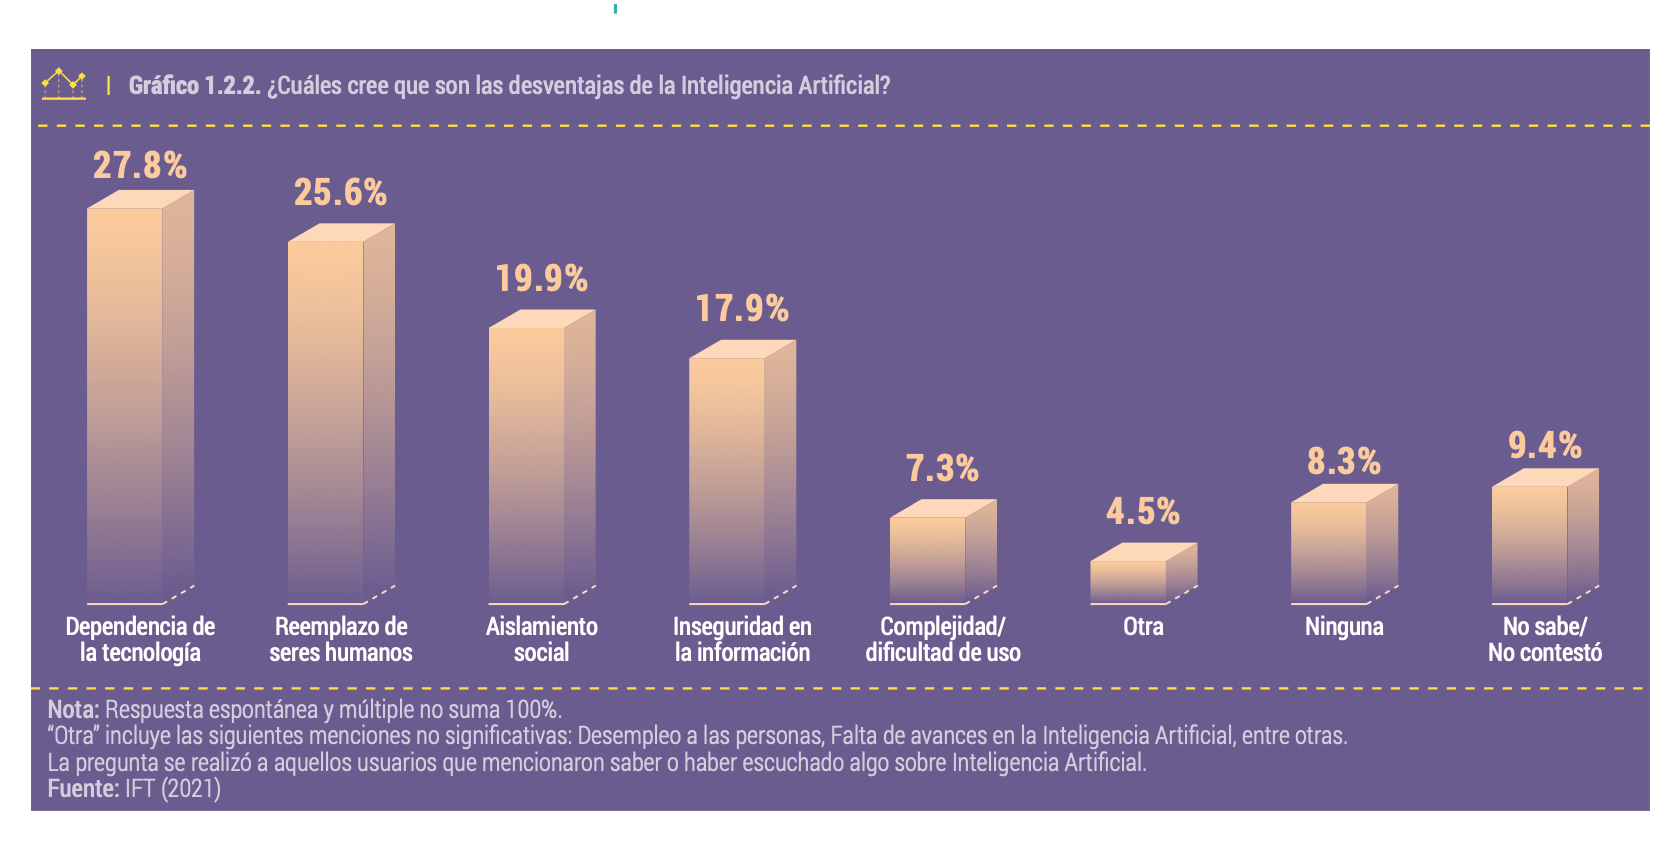 Gráfico 1.2.2. ¿Cuáles cree que son las desventajas de la Inteligencia Artificial?
27.8%
25.6%
19.9%
17.9%
7.3%
4.5%
8.3%
9.4%
Dependencia de
la tecnología
Reemplazo de
seres humanos
Aislamiento
social
Inseguridad en
la información
Complejidad/
dificultad de uso
Otra
Ninguna
No sabe/
No contestó
Nota: Respuesta espontánea y múltiple no suma 100%.
“Otra” incluye las siguientes menciones no significativas: Desempleo a las personas, Falta de avances en la Inteligencia Artificial, entre otras.
La pregunta se realizó a aquellos usuarios que mencionaron saber o haber escuchado algo sobre Inteligencia Artificial.
Fuente: IFT (2021)